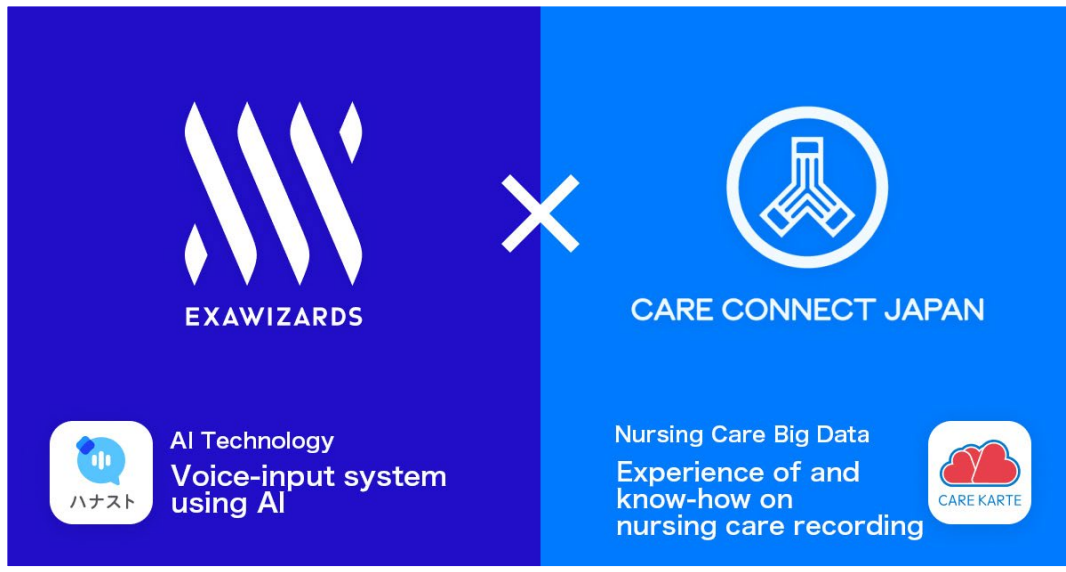 EXAWIZARDS
ハナスト
AI Technology
Voice-input system
using AI
CARE CONNECT JAPAN
Nursing Care Big Data
Experience of and
know-how on
nursing care recording
CARE KARTE